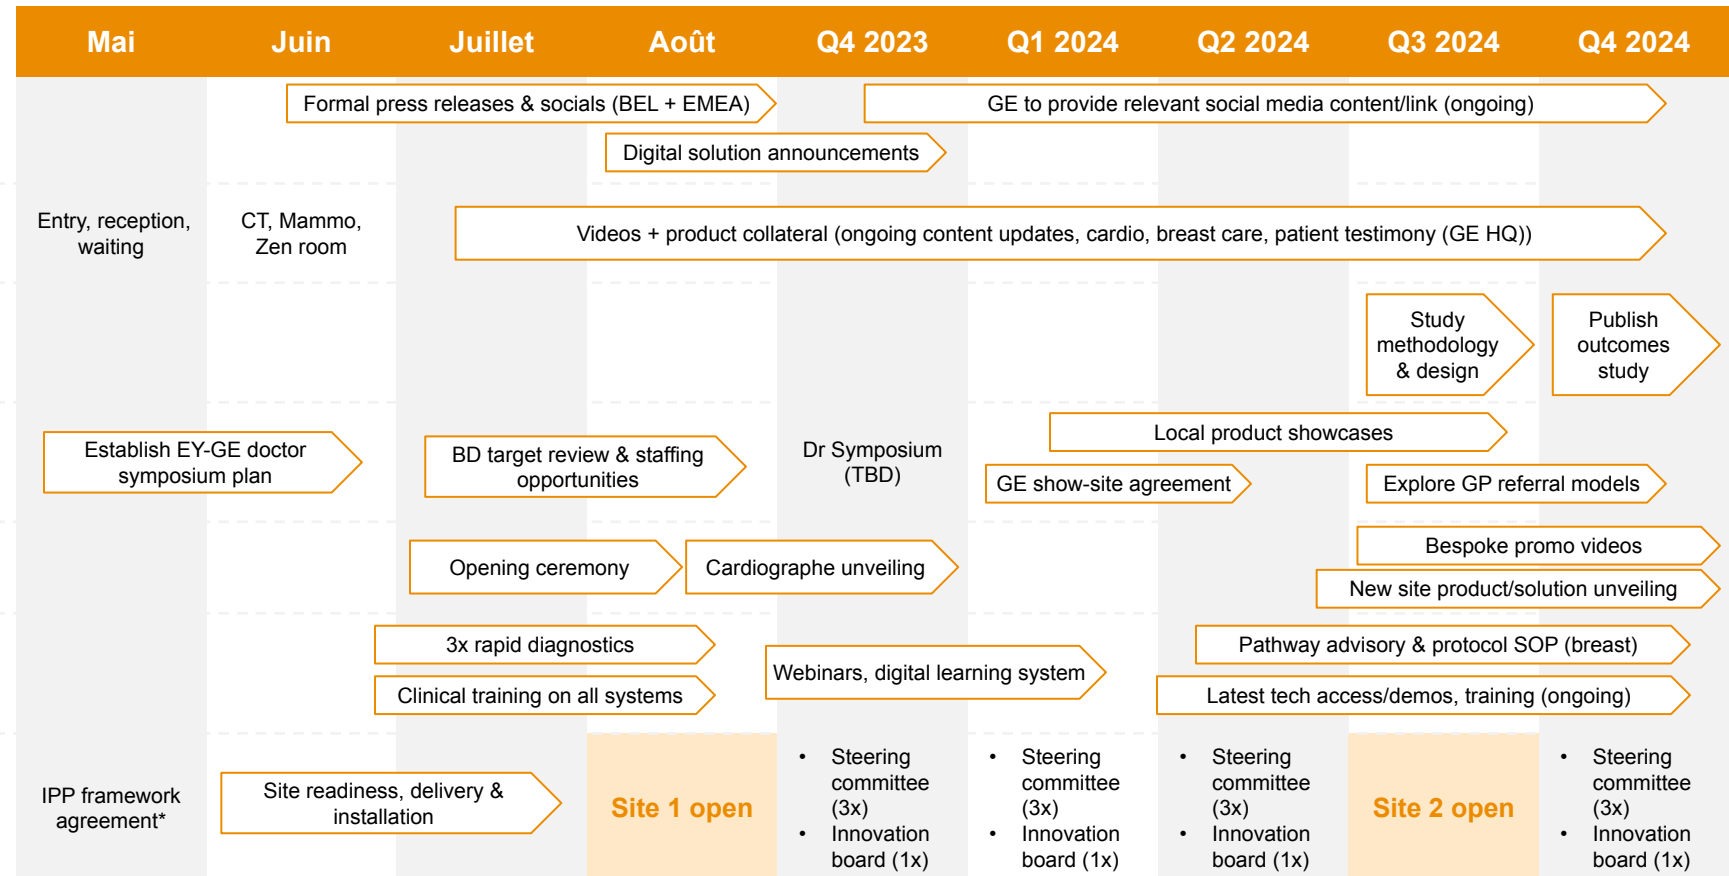 Mai
Juin
Juillet
Août
Q4 2023
Q1 2024
Q2 2024
Q3 2024
Q4 2024
Formal press releases & socials (BEL + EMEA)
GE to provide relevant social media content/link (ongoing)
Digital solution announcements
Entry, reception,
waiting
CT, Mammo,
Zen room
Videos + product collateral (ongoing content updates, cardio, breast care, patient testimony (GE HQ))
Study
methodology
& design
Publish
outcomes
study
Establish EY-GE doctor
symposium plan
BD target review & staffing
opportunities
Dr Symposium
(TBD)
Local product showcases
GE show-site agreement
Explore GP referral models
Opening ceremony
Cardiographe unveiling
Bespoke promo videos
New site product/solution unveiling
3x rapid diagnostics
Clinical training on all systems
Webinars, digital learning system
Pathway advisory & protocol SOP (breast)
Latest tech access/demos, training (ongoing)
IPP framework
agreement*
Site readiness, delivery &
installation
Site 1 open
• Steering
committee
(3x)
• Innovation
board (1x)
• Steering
committee
(3x)
• Innovation
board (1x)
• Steering
committee
(3x)
• Innovation
board (1x)
Site 2 open
• Steering
committee
(3x)
• Innovation
board (1x)